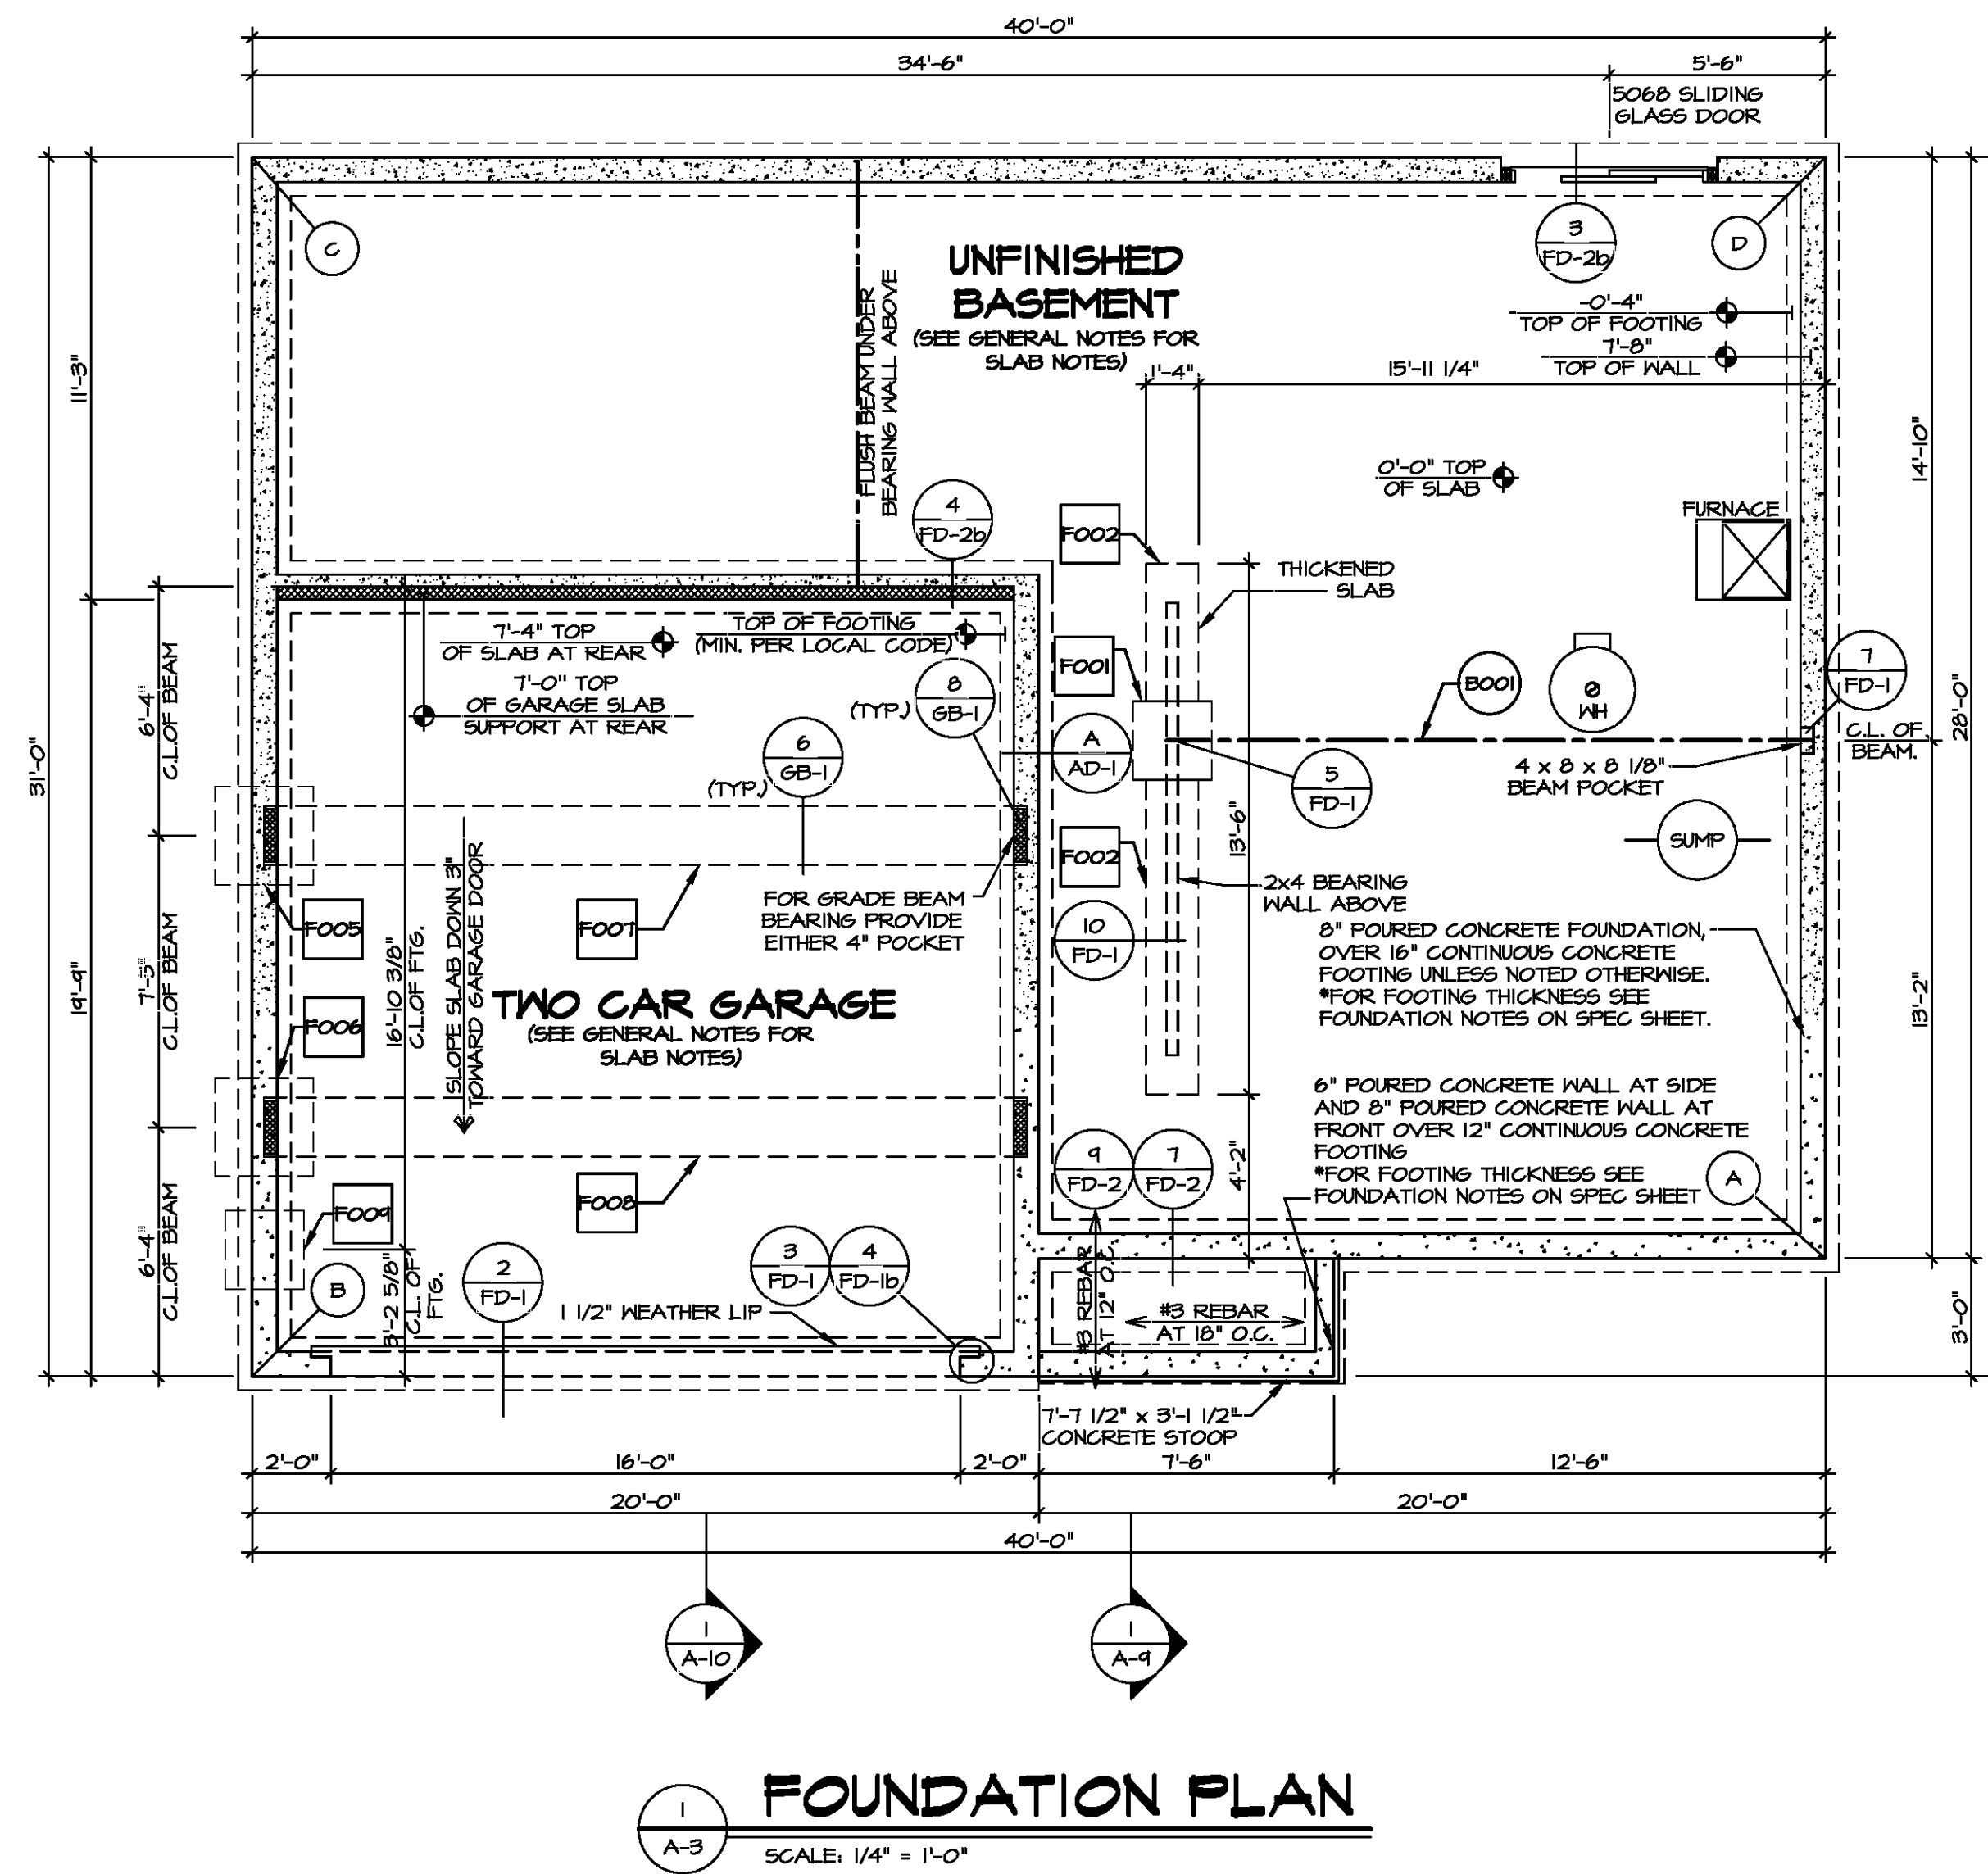 40'-0"
34'-6"
5'-6"
5068 SLIDING
GLASS DOOR
C
UNFINISHED
BASEMENT
(SEE GENERAL NOTES FOR
SLAB NOTES)
3
FD-2b
D
-0'-4"
TOP OF FOOTING
7'-8"
TOP OF WALL
FLUSH BEAM UNDER
BEARING WALL ABOVE
1'-4"
15'-11 1/4"
11'-3"
14'-10"
0'-0" TOP
OF SLAB
4
FD-2b
F002
FURNACE
THICKENED
SLAB
7'-4" TOP
OF SLAB AT REAR
TOP OF FOOTING
(MIN. PER LOCAL CODE)
7'-0" TOP
OF GARAGE SLAB
SUPPORT AT REAR
F001
8
GB-1
(TYP.)
B001
WH
7
FD-1
6'-4"
C.L.OF BEAM
31'-0"
28'-0"
6
GB-1
(TYP.)
A
AD-1
5
FD-1
C.L. OF
BEAM.
4 x 8 x 8 1/8"
BEAM POCKET
13'-6"
SUMP
F002
FOR GRADE BEAM
BEARING PROVIDE
EITHER 4" POCKET
2x4 BEARING
WALL ABOVE
F005
F007
10
FD-1
8" POURED CONCRETE FOUNDATION,
OVER 16" CONTINUOUS CONCRETE
FOOTING UNLESS NOTED OTHERWISE.
*FOR FOOTING THICKNESS SEE
FOUNDATION NOTES ON SPEC SHEET.
19'-9"
7'-5"
C.L.OF BEAM
16'-10 3/8"
C.L.OF FTG.
SLOPE SLAB DOWN 3"
TOWARD GARAGE DOOR
13'-2"
F006
TWO CAR GARAGE
(SEE GENERAL NOTES FOR
SLAB NOTES)
6" POURED CONCRETE WALL AT SIDE
AND 8" POURED CONCRETE WALL AT
FRONT OVER 12" CONTINUOUS CONCRETE
FOOTING
*FOR FOOTING THICKNESS SEE
FOUNDATION NOTES ON SPEC SHEET
A
9
FD-2
7
FD-2
4'-2"
F009
F008
6'-4"
C.L.OF BEAM
B
3'-2 5/8"
C.L. OF
FTG.
2
FD-1
3
FD-1
4
FD-1b
1 1/2" WEATHER LIP
#3 REBAR
AT 12" O.C.
#3 REBAR
AT 18" O.C.
3'-0"
7'-7 1/2" x 3'-1 1/2"
CONCRETE STOOP
2'-0"
16'-0"
2'-0"
7'-6"
12'-6"
20'-0"
20'-0"
40'-0"
1
A-10
1
A-9
1
A-3
FOUNDATION PLAN
SCALE: 1/4" = 1'-0"